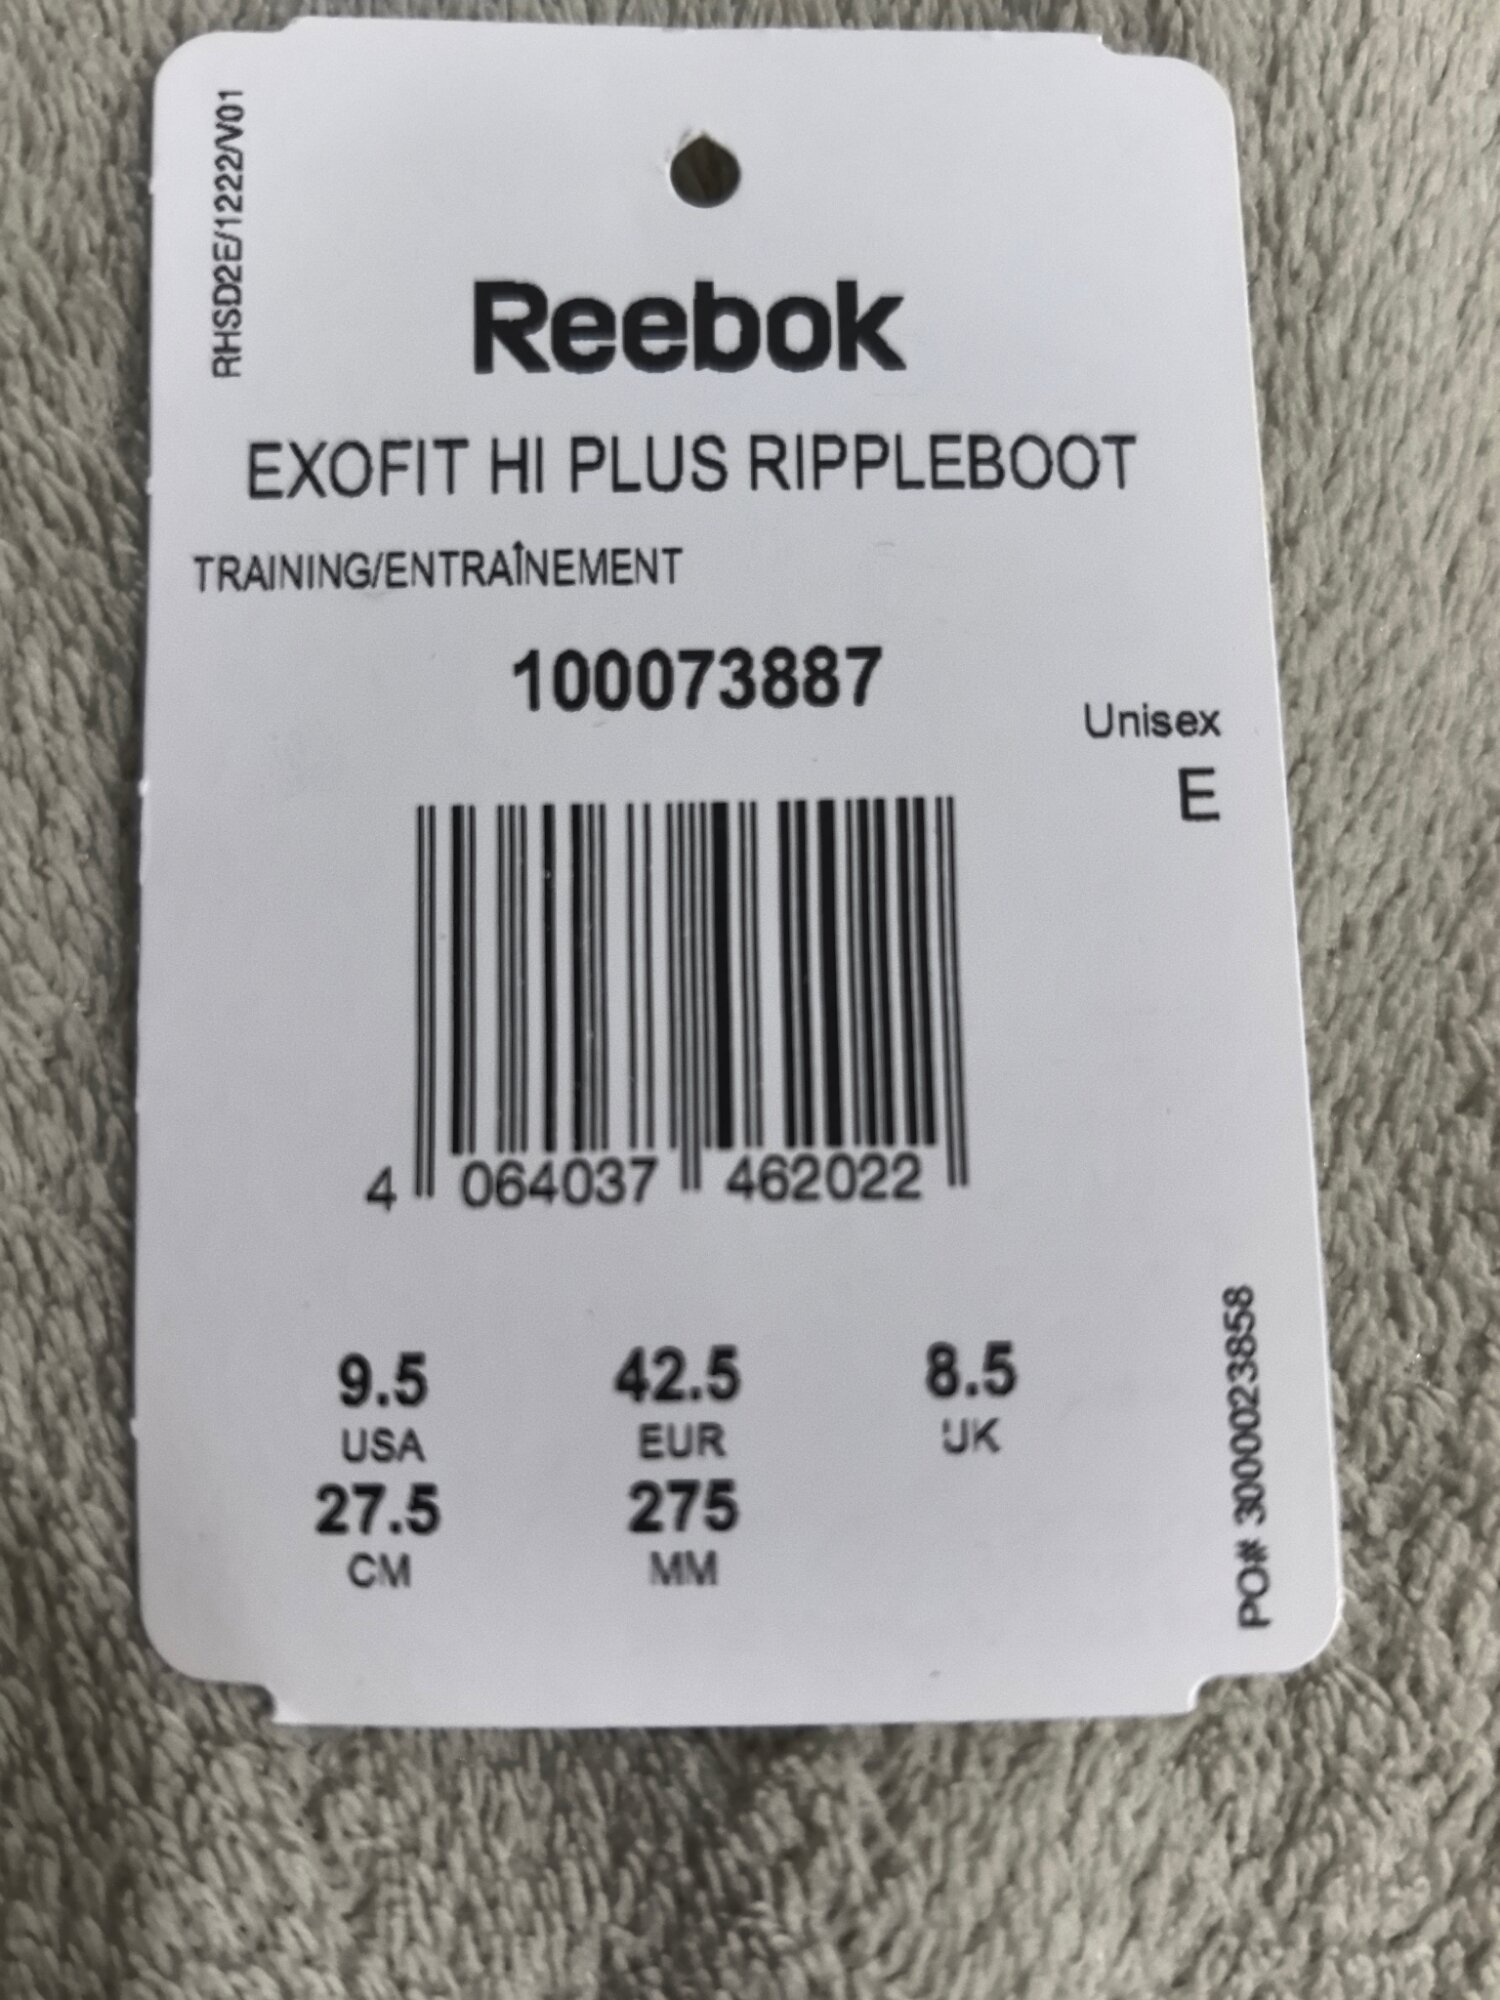 RHSD2E/1222/V01
Reebok
EXOFIT HI PLUS RIPPLEBOOT
TRAINING/ENTRAÎNEMENT
100073887
Unisex
E
4 064037 462022
9.5 42.5 8.5
USA EUR UK
27.5 275
CM MM
PO# 3000023858